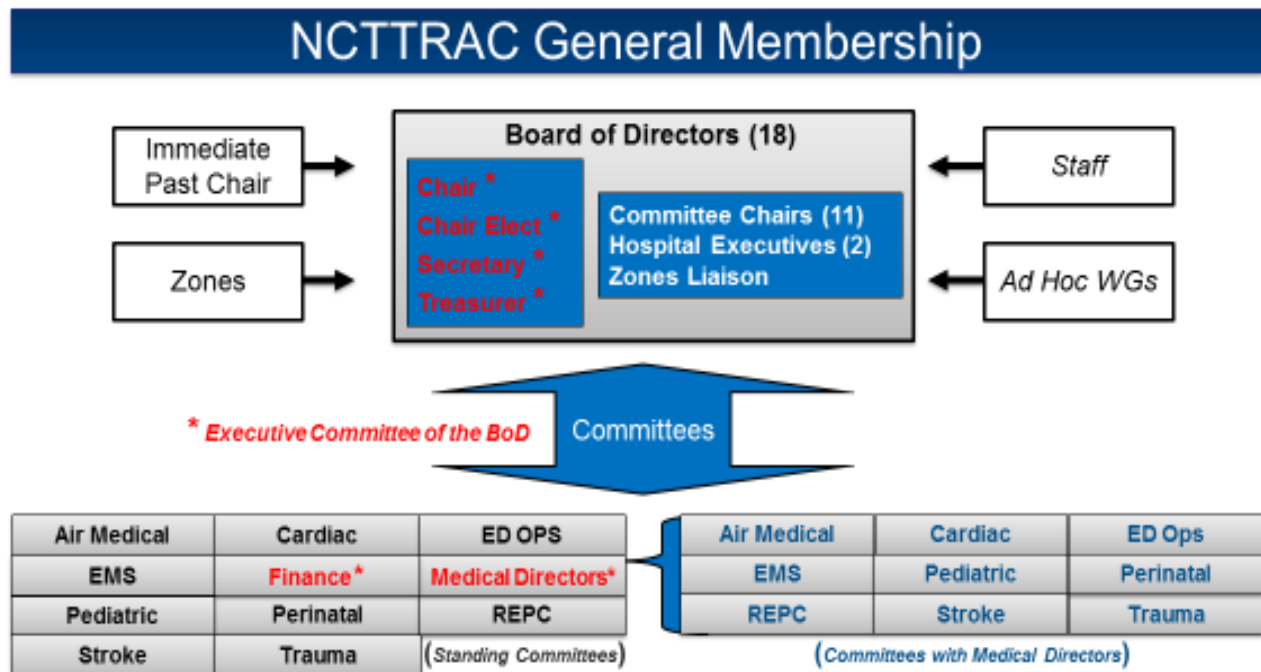 NCTTRAC General Membership
Immediate
Past Chair
Zones
Board of Directors (18)
Chair *
Chair Elect *
Secretary *
Treasurer *
Committee Chairs (11)
Hospital Executives (2)
Zones Liaison
Staff
Ad Hoc WGs
* Executive Committee of the BoD
Committees
Air Medical Cardiac ED OPS
EMS Finance* Medical Directors*
Pediatric Perinatal REPC
Stroke Trauma (Standing Committees)
Air Medical Cardiac ED Ops
EMS Pediatric Perinatal
REPC Stroke Trauma
(Committees with Medical Directors)